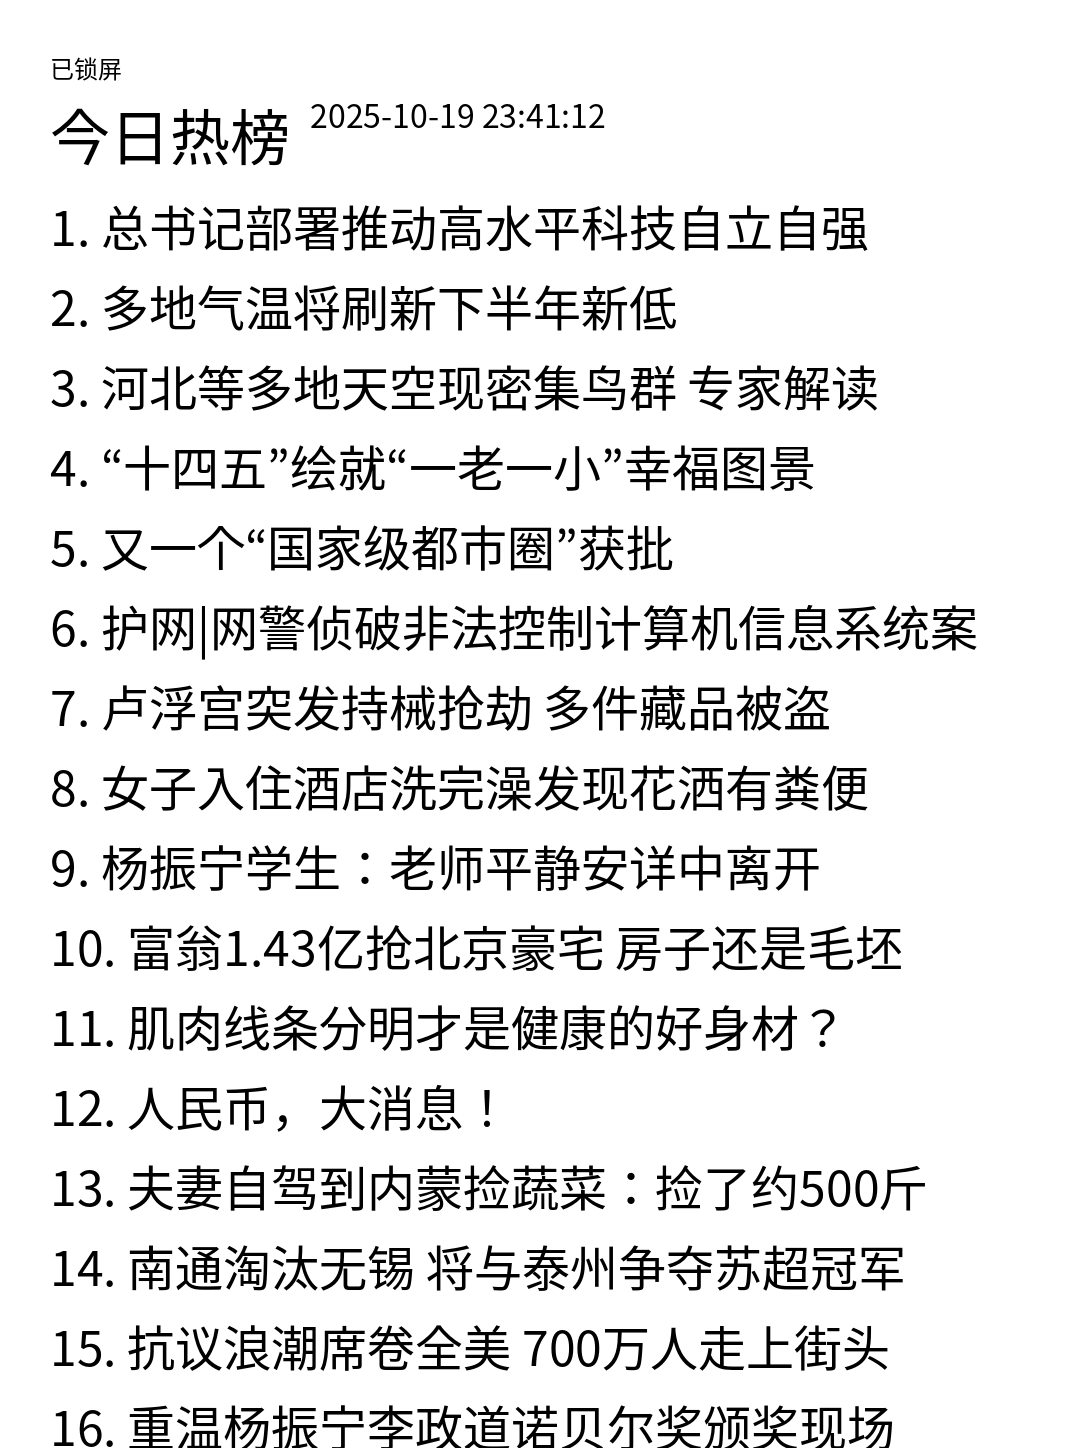 已锁屏
今日热榜 2025-10-19 23:41:12
1. 总书记部署推动高水平科技自立自强
2. 多地气温将刷新下半年新低
3. 河北等多地天空现密集鸟群 专家解读
4. “十四五”绘就“一老一小”幸福图景
5. 又一个“国家级都市圈”获批
6. 护网|网警侦破非法控制计算机信息系统案
7. 卢浮宫突发持械抢劫 多件藏品被盗
8. 女子入住酒店洗完澡发现花洒有粪便
9. 杨振宁学生：老师平静安详中离开
10. 富翁1.43亿抢北京豪宅 房子还是毛坯
11. 肌肉线条分明才是健康的好身材？
12. 人民币，大消息！
13. 夫妻自驾到内蒙捡蔬菜：捡了约500斤
14. 南通淘汰无锡 将与泰州争夺苏超冠军
15. 抗议浪潮席卷全美 700万人走上街头
16. 重温杨振宁李政道诺贝尔奖颁奖现场